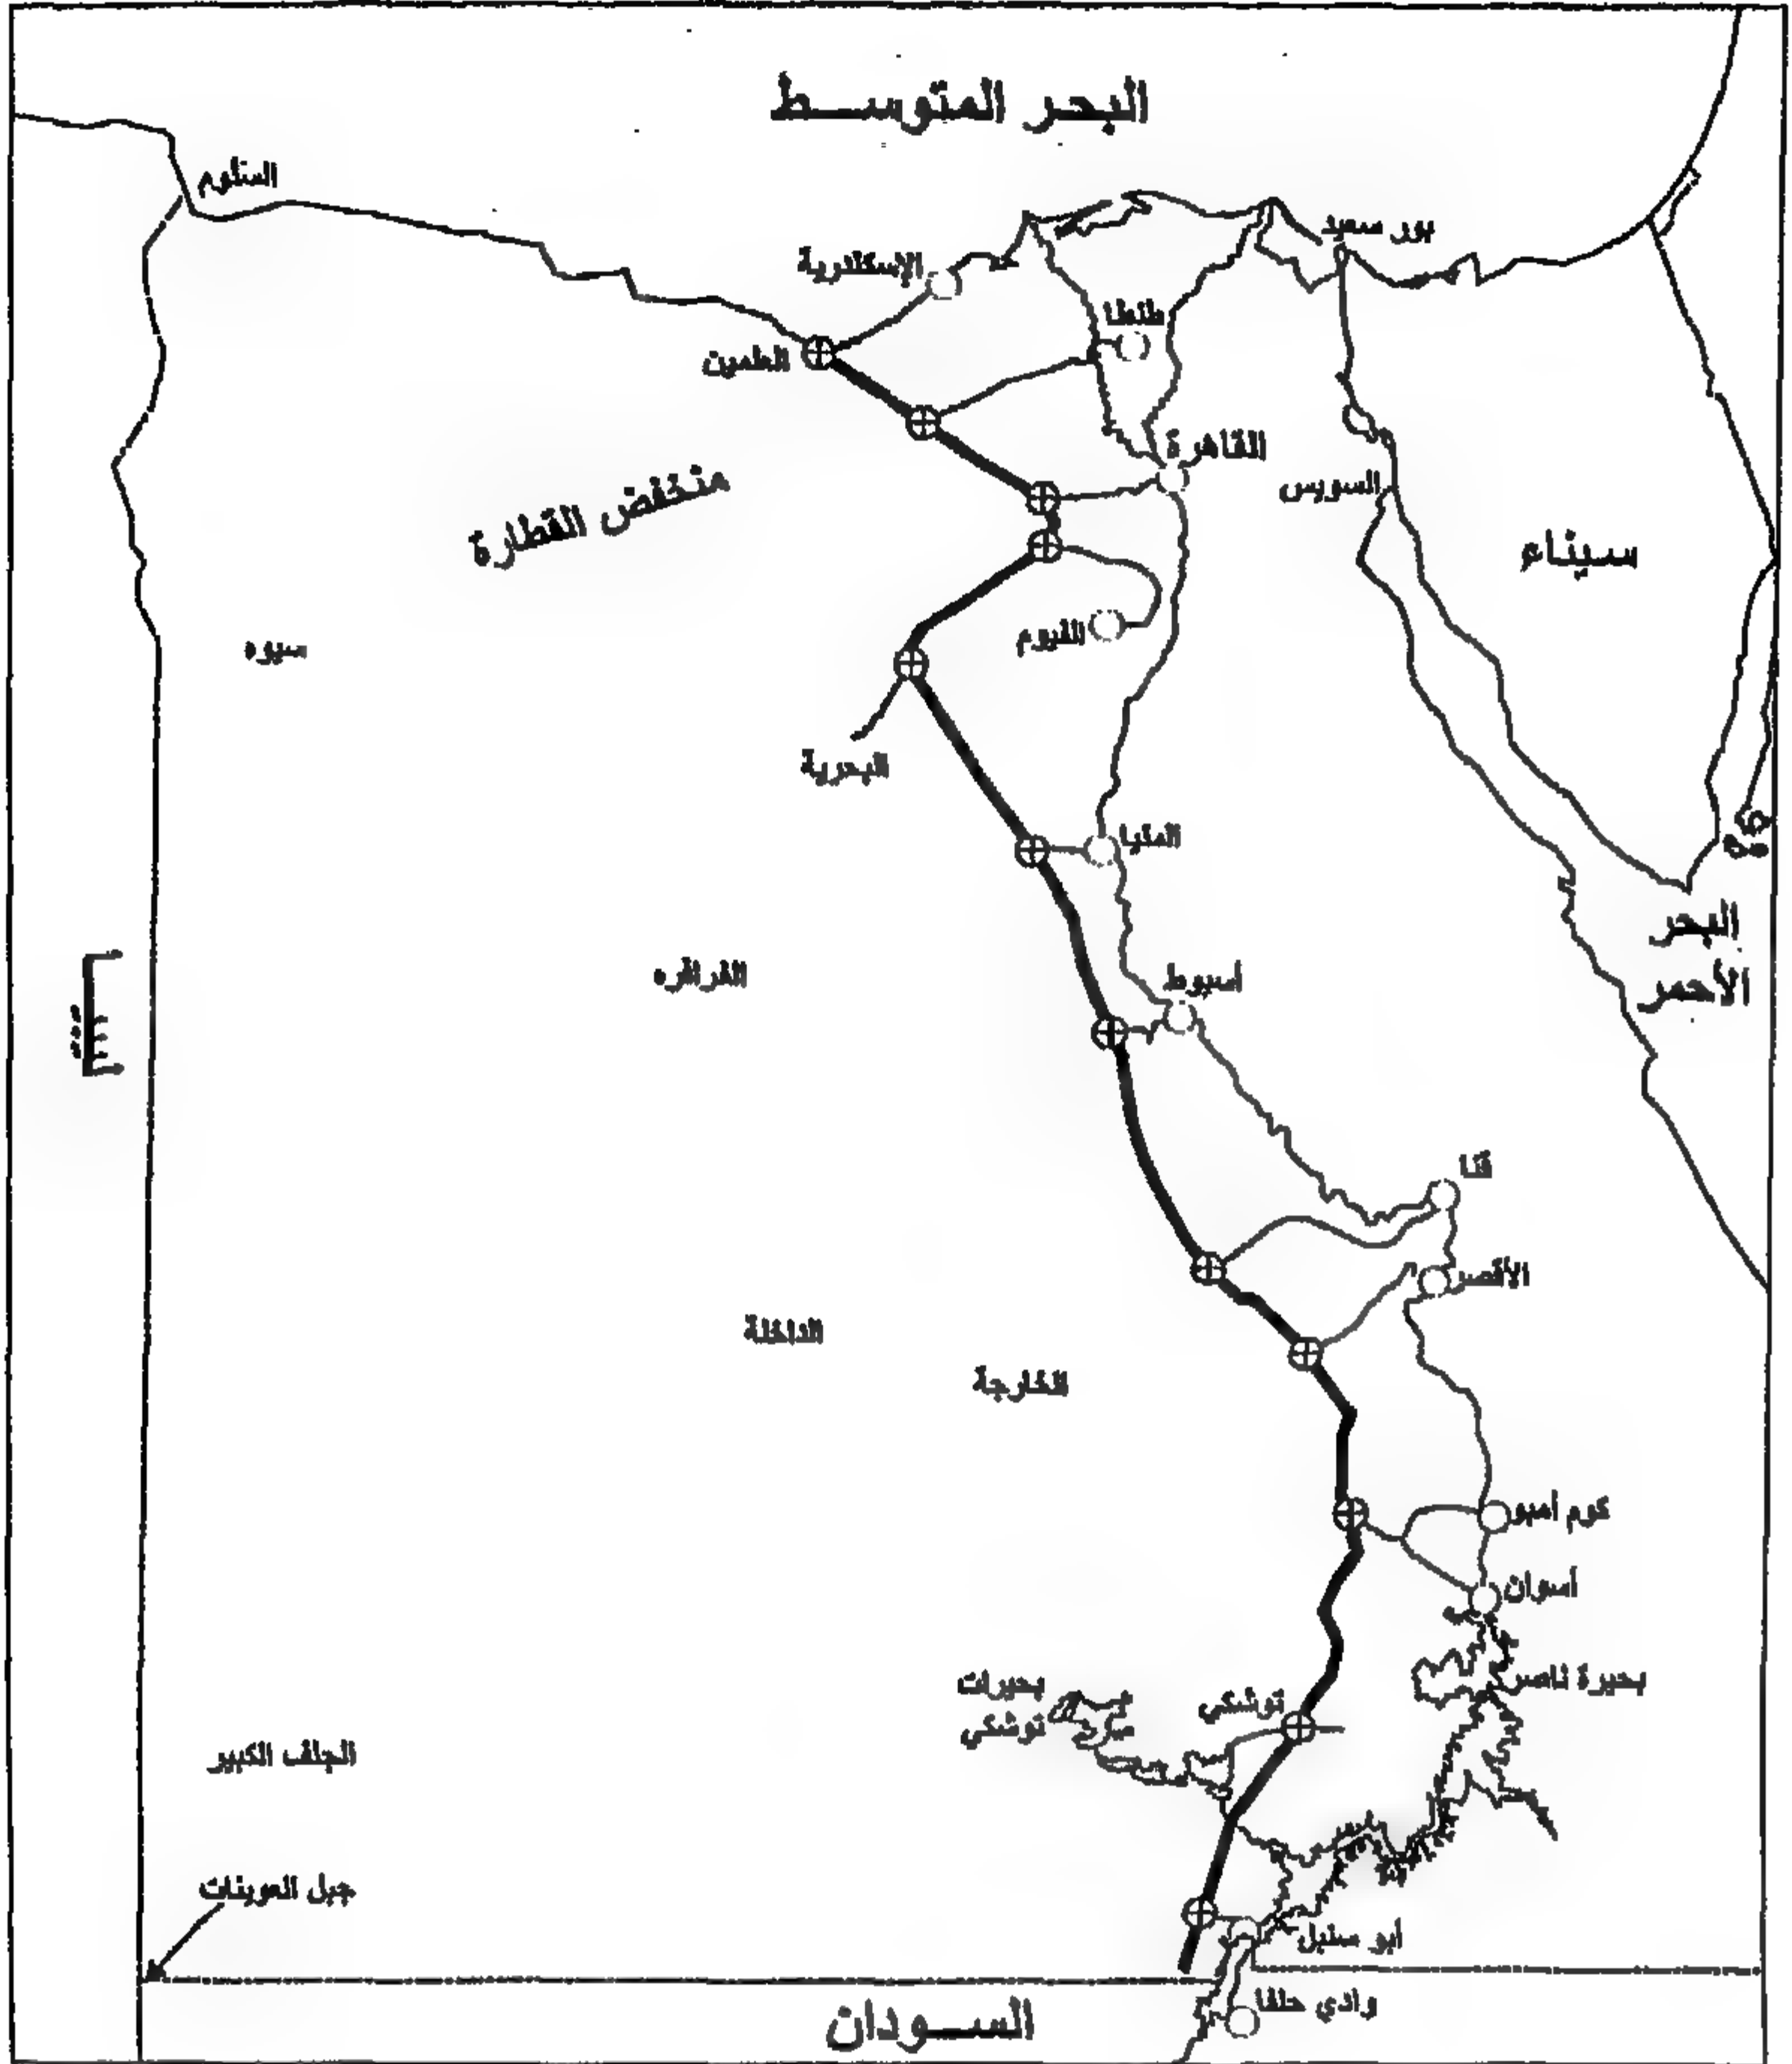 البحر المتوسط
السلوم
بور سعيد
الإسكندرية
طنطا
العلمين
القاهرة
السويس
منخفض القطارة
سيناء
سيوه
الفيوم
البحرية
المنيا
البحر
الأحمر
الفرافره
أسيوط
قنا
الأقصر
الداخلة
الخارجة
كوم أمبو
أسوان
بحيرة ناصر
بحيرات
توشكي
توشكي
الجلف الكبير
جبل العوينات
أبو سنبل
وادي حلفا
السودان